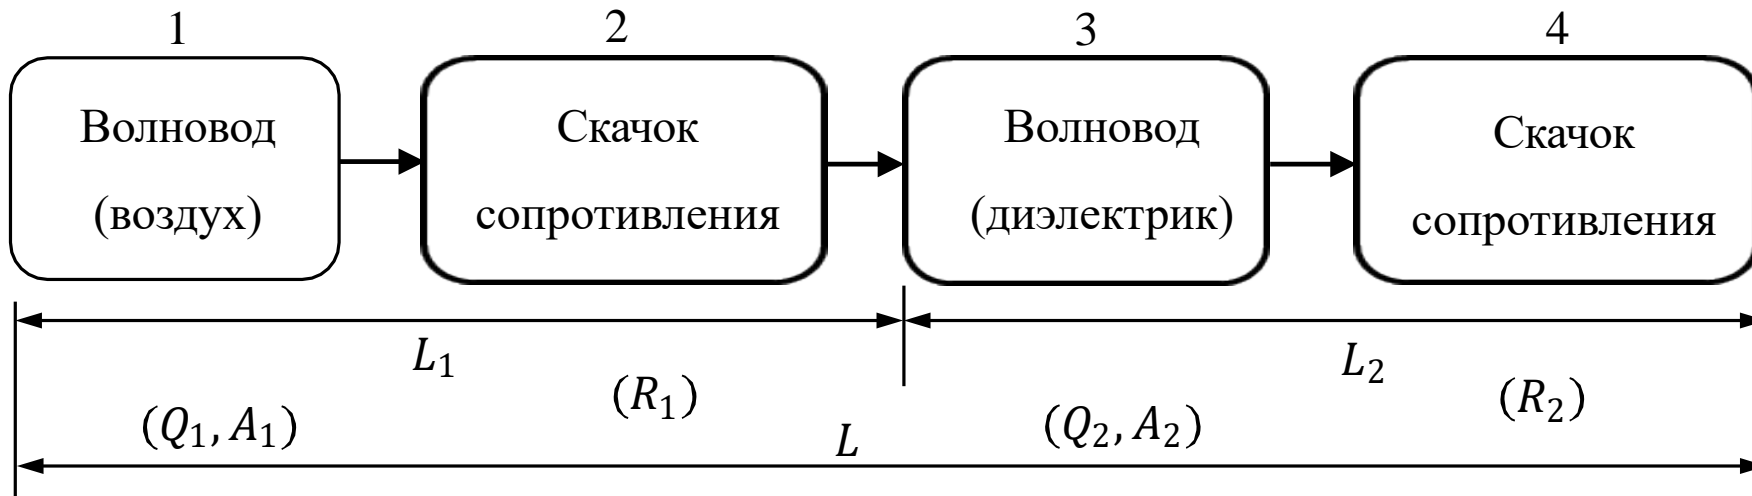 1
2
3
4
Волновод
(воздух)
Скачок
сопротивления
Волновод
(диэлектрик)
Скачок
сопротивления
L₁
L₂
(Q₁, A₁)
(R₁)
(Q₂, A₂)
(R₂)
L